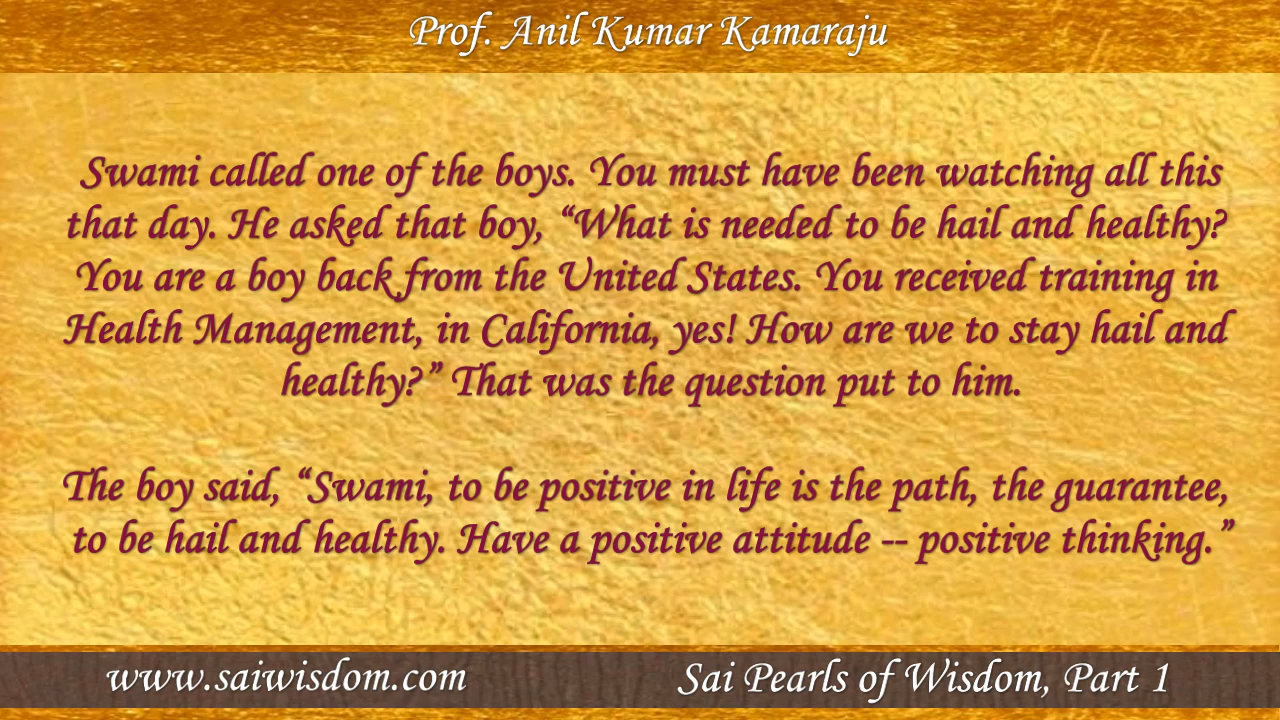 Prof. Anil Kumar Kamaraju
Swami called one of the boys. You must have been watching all this
that day. He asked that boy, “What is needed to be hail and healthy?
You are a boy back from the United States. You received training in
Health Management, in California, yes! How are we to stay hail and
healthy?” That was the question put to him.
The boy said, “Swami, to be positive in life is the path, the guarantee,
to be hail and healthy. Have a positive attitude -- positive thinking.”
www.saiwisdom.com
Sai Pearls of Wisdom, Part 1